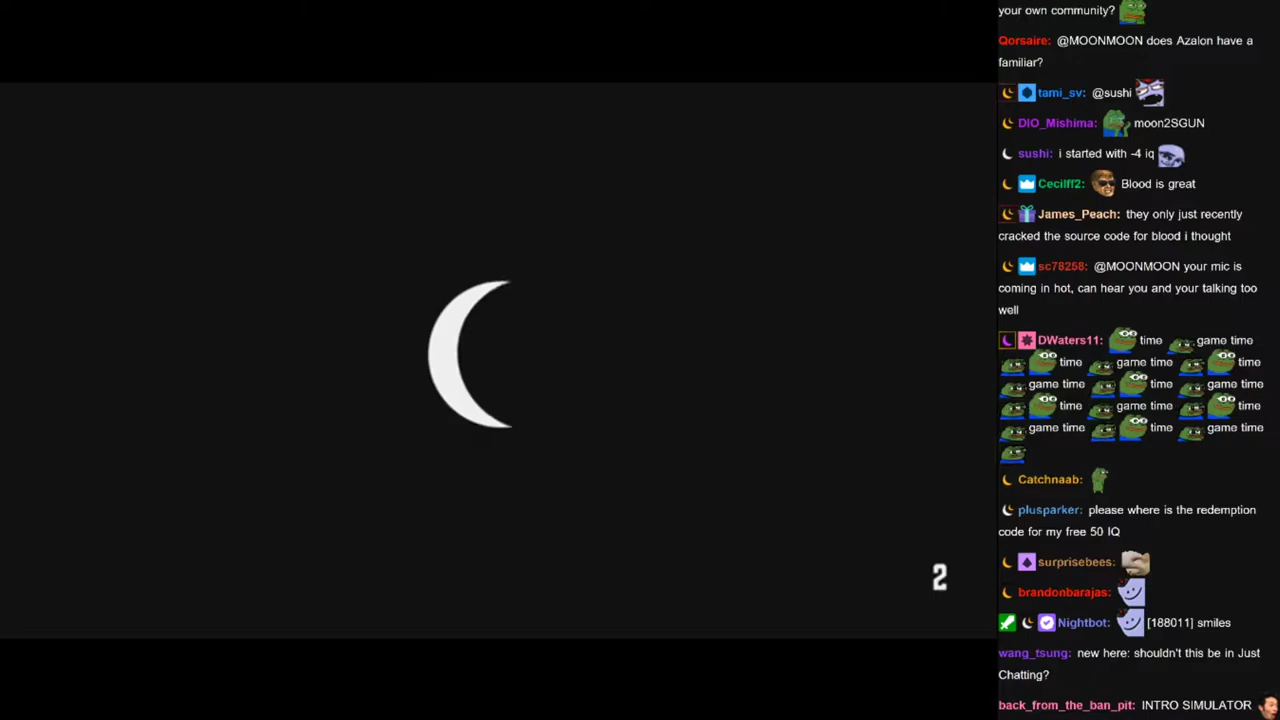 your own community?
Qorsaire: @MOONMOON does Azalon have a
familiar?
tami_sv: @sushi
DIO_Mishima: moon2SGUN
sushi: i started with -4 iq
Cecilff2: Blood is great
James_Peach: they only just recently
cracked the source code for blood i thought
sc78258: @MOONMOON your mic is
coming in hot, can hear you and your talking too
well
DWaters11: time game time
time game time time
game time time game time
time game time time
game time time game time
Catchnaab:
plusparker: please where is the redemption
code for my free 50 IQ
surprisebees:
2
brandonbarajas:
Nightbot: [188011] smiles
wang_tsung: new here: shouldn't this be in Just
Chatting?
back_from_the_ban_pit: INTRO SIMULATOR